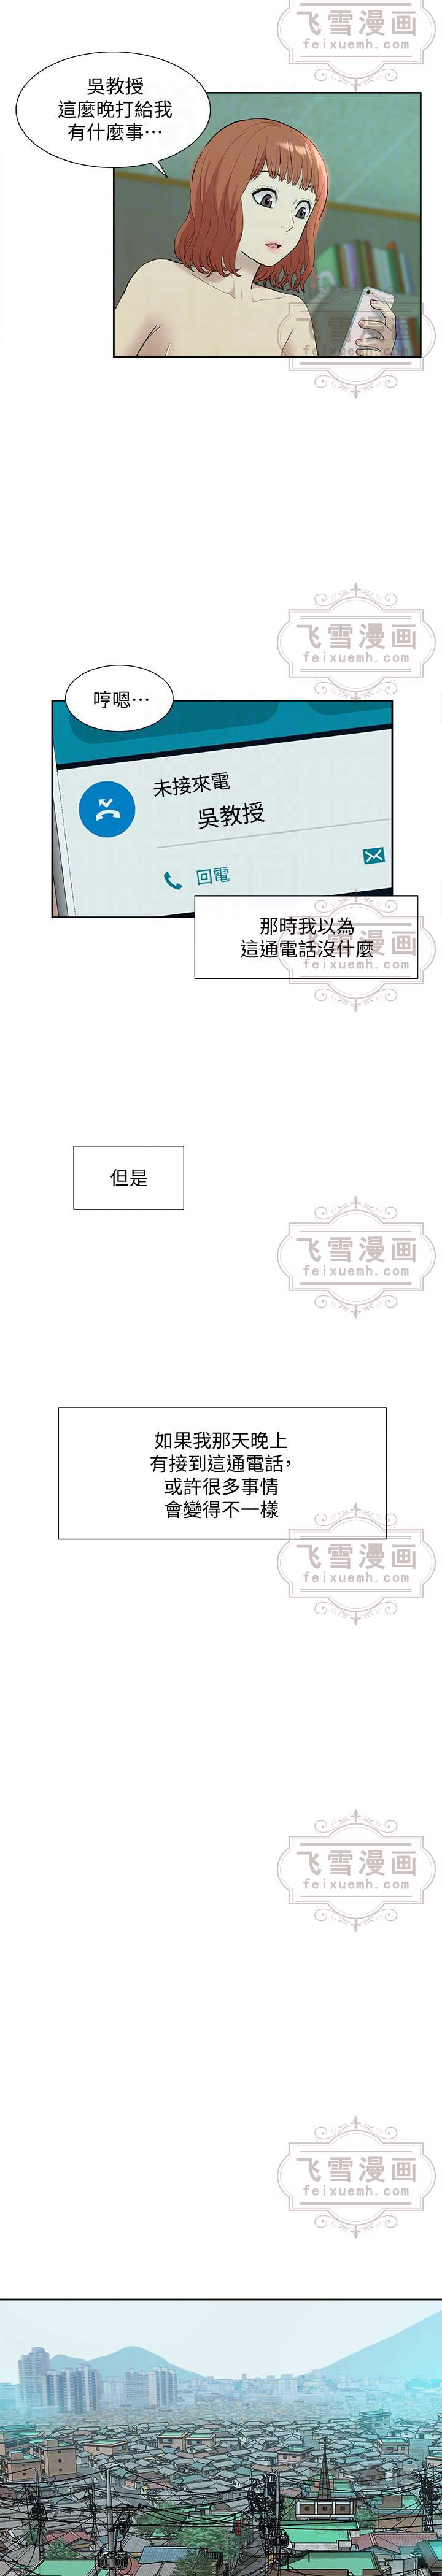 飞雪漫画
feixuemh.com
吳教授
這麼晚打給我
有什麼事⋯
飞雪漫画
feixuemh.com
飞雪漫画
feixuemh.com
哼嗯⋯
未接來電
吳教授
回電
那時我以為
這通電話沒什麼
飞雪漫画
feixuemh.com
但是
飞雪漫画
feixuemh.com
如果我那天晚上
有接到這通電話，
或許很多事情
會變得不一樣
飞雪漫画
feixuemh.com
飞雪漫画
feixuemh.com
飞雪漫画
feixuemh.com